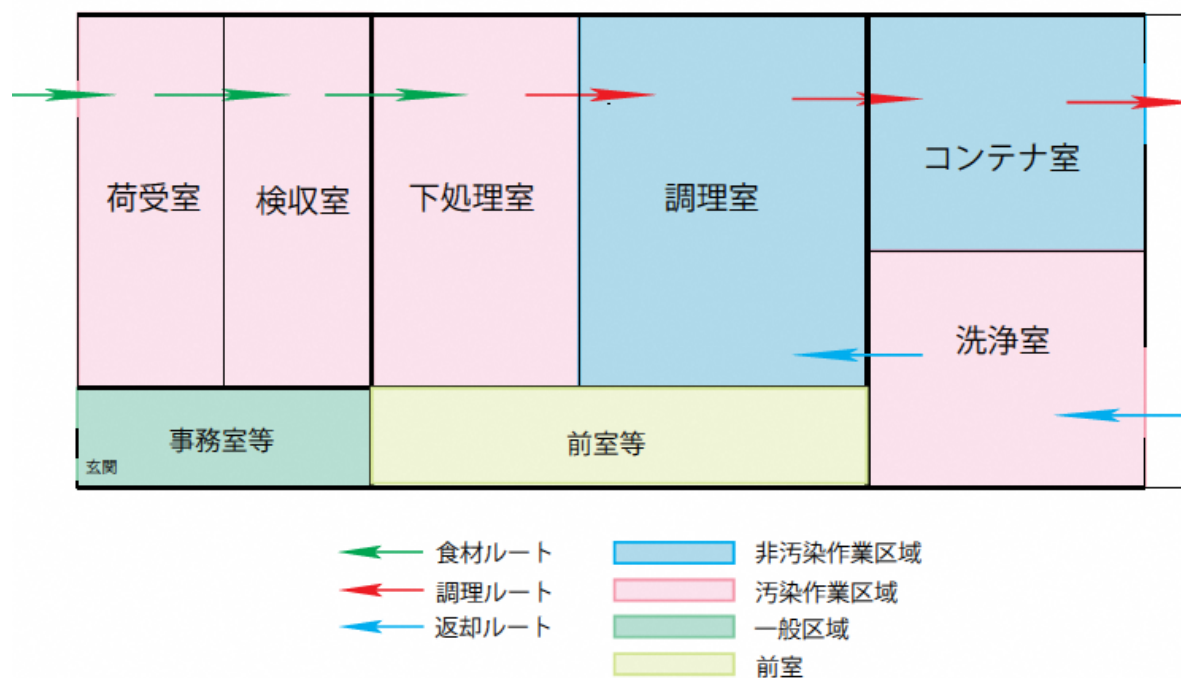 荷受室
検収室
下処理室
調理室
コンテナ室
洗浄室
事務室等
玄関
前室等
食材ルート
調理ルート
返却ルート
非汚染作業区域
汚染作業区域
一般区域
前室